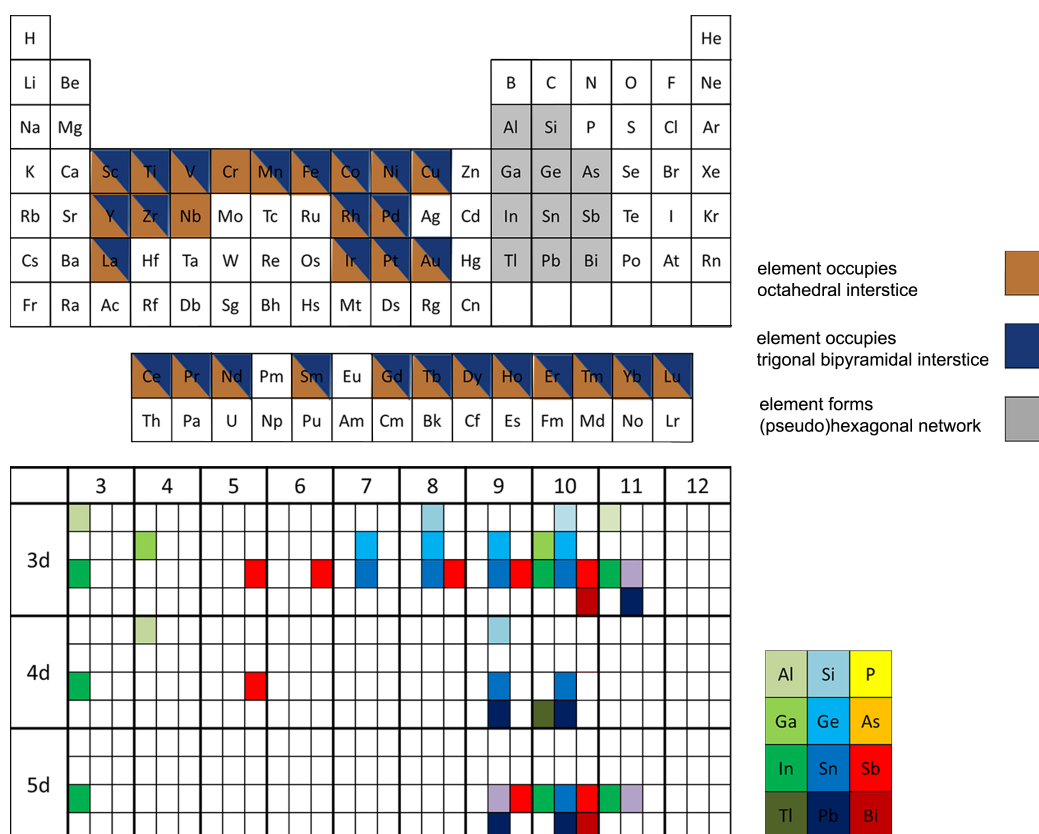 H He
Li Be B C N O F Ne
Na Mg Al Si P S Cl Ar
K Ca Sc Ti V Cr Mn Fe Co Ni Cu Zn Ga Ge As Se Br Xe
Rb Sr Y Zr Nb Mo Tc Ru Rh Pd Ag Cd In Sn Sb Te I Kr
Cs Ba La Hf Ta W Re Os Ir Pt Au Hg Tl Pb Bi Po At Rn
Fr Ra Ac Rf Db Sg Bh Hs Mt Ds Rg Cn
element occupies
octahedral interstice
element occupies
trigonal bipyramidal interstice
element forms
(pseudo)hexagonal network
Ce Pr Nd Pm Sm Eu Gd Tb Dy Ho Er Tm Yb Lu
Th Pa U Np Pu Am Cm Bk Cf Es Fm Md No Lr
3 4 5 6 7 8 9 10 11 12
3d
4d
5d
Al Si P
Ga Ge As
In Sn Sb
Tl Pb Bi